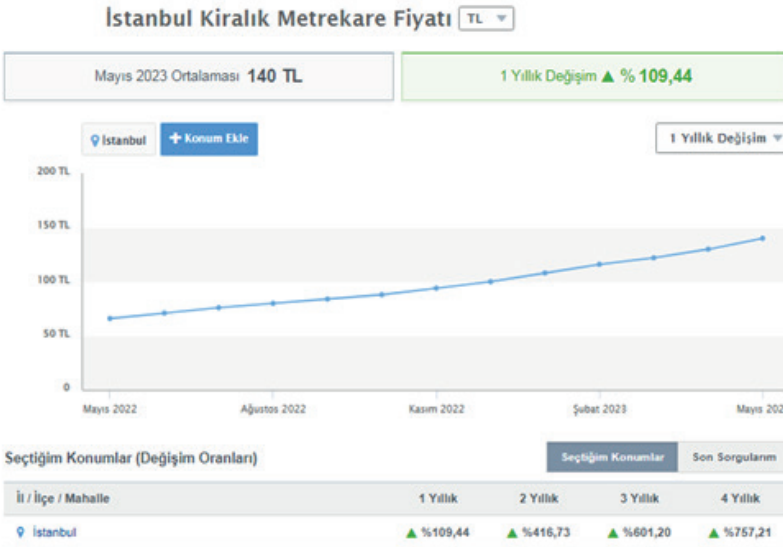 İstanbul Kiralık Metrekare Fiyatı TL
Mayıs 2023 Ortalaması 140 TL
1 Yıllık Değişim ▲ % 109,44
İstanbul
+ Konum Ekle
1 Yıllık Değişim
200 TL
150 TL
100 TL
50 TL
0
Mayıs 2022 Ağustos 2022 Kasım 2022 Şubat 2023 Mayıs 202
Seçtiğim Konumlar (Değişim Oranları)
Seçtiğim Konumlar Son Sorgularım
İl / İlçe / Mahalle 1 Yıllık 2 Yıllık 3 Yıllık 4 Yıllık
İstanbul ▲ %109,44 ▲ %416,73 ▲ %601,20 ▲ %757,21